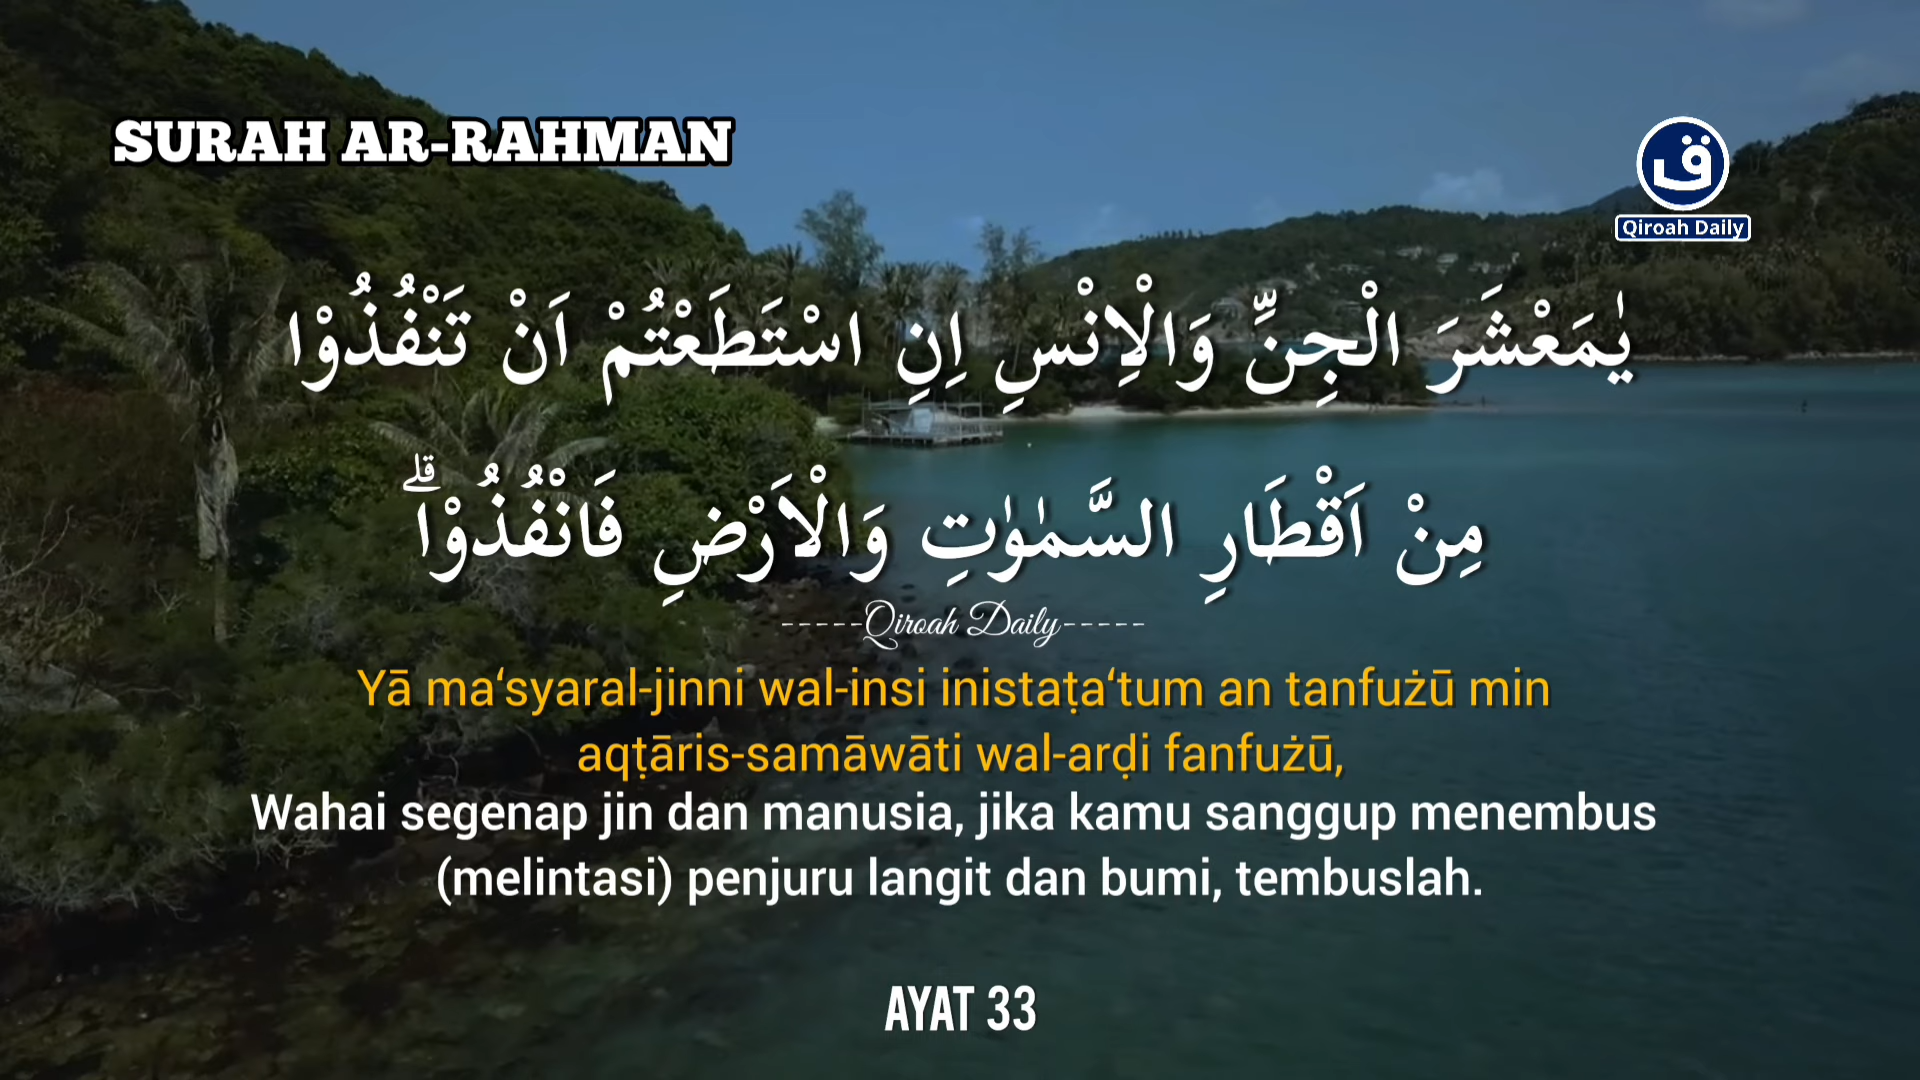 SURAH AR-RAHMAN
ق
Qiroah Daily
يٰمَعْشَرَ الْجِنِّ وَالْاِنْسِ اِنِ اسْتَطَعْتُمْ اَنْ تَنْفُذُوْا
مِنْ اَقْطَارِ السَّمٰوٰتِ وَالْاَرْضِ فَانْفُذُوْاۗ
-----Qiroah Daily-----
Yā ma‘syaral-jinni wal-insi inistaṭa‘tum an tanfużū min
aqṭāris-samāwāti wal-arḍi fanfużū,
Wahai segenap jin dan manusia, jika kamu sanggup menembus
(melintasi) penjuru langit dan bumi, tembuslah.
AYAT 33